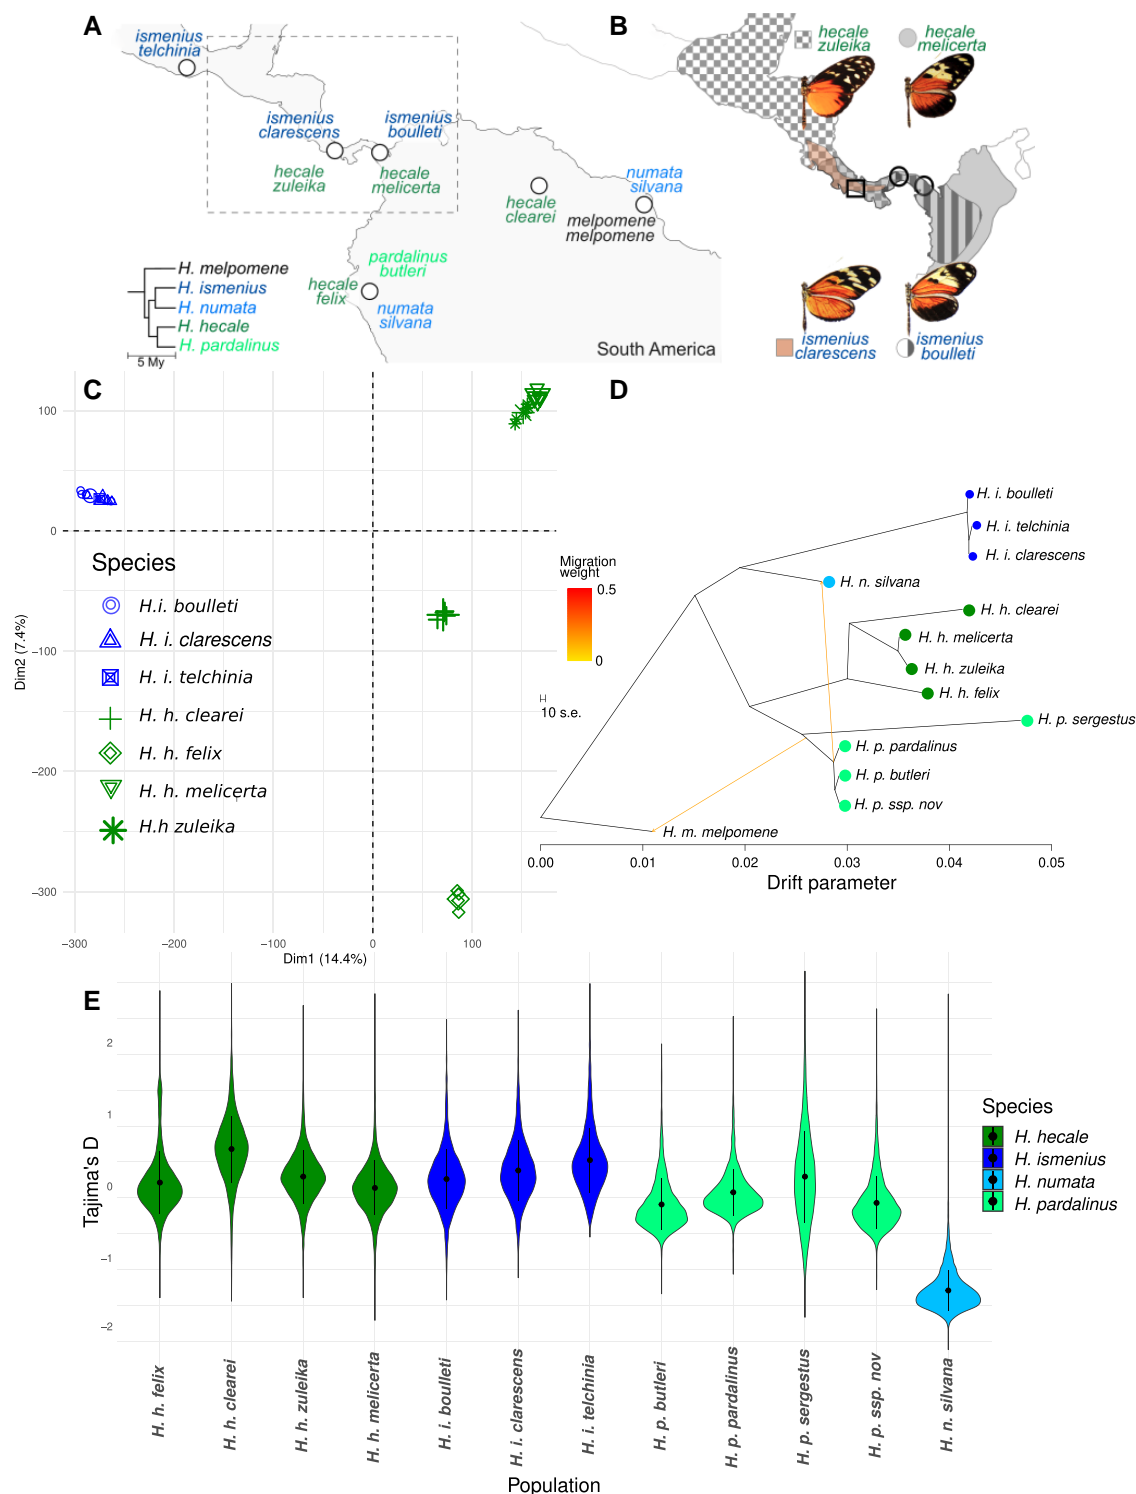 A
ismenius
telchinia
ismenius
clarescens
ismenius
boulleti
hecale
zuleika
hecale
melicerta
numata
silvana
hecale
clearei
melpomene
melpomene
pardalinus
butleri
hecale
felix
numata
silvana
H. melpomene
H. ismenius
H. numata
H. hecale
H. pardalinus
5 My
South America
B
hecale
zuleika
hecale
melicerta
ismenius
clarescens
ismenius
boulleti
C
100
0
−100
−200
−300
Dim2 (7.4%)
Species
H.i. boulleti
H. i. clarescens
H. i. telchinia
H. h. clearei
H. h. felix
H. h. melicerta
H.h zuleika
−300
−200
−100
0
100
Dim1 (14.4%)
D
Migration
weight
0.5
0
10 s.e.
H. i. boulleti
H. i. telchinia
H. i. clarescens
H. n. silvana
H. h. clearei
H. h. melicerta
H. h. zuleika
H. h. felix
H. p. sergestus
H. p. pardalinus
H. p. butleri
H. p. ssp. nov
H. m. melpomene
0.00
0.01
0.02
0.03
0.04
0.05
Drift parameter
E
2
1
0
−1
−2
Tajima's D
H. h. felix
H. h. clearei
H. h. zuleika
H. h. melicerta
H. i. boulleti
H. i. clarescens
H. i. telchinia
H. p. butleri
H. p. pardalinus
H. p. sergestus
H. p. ssp. nov
H. n. silvana
Population
Species
H. hecale
H. ismenius
H. numata
H. pardalinus